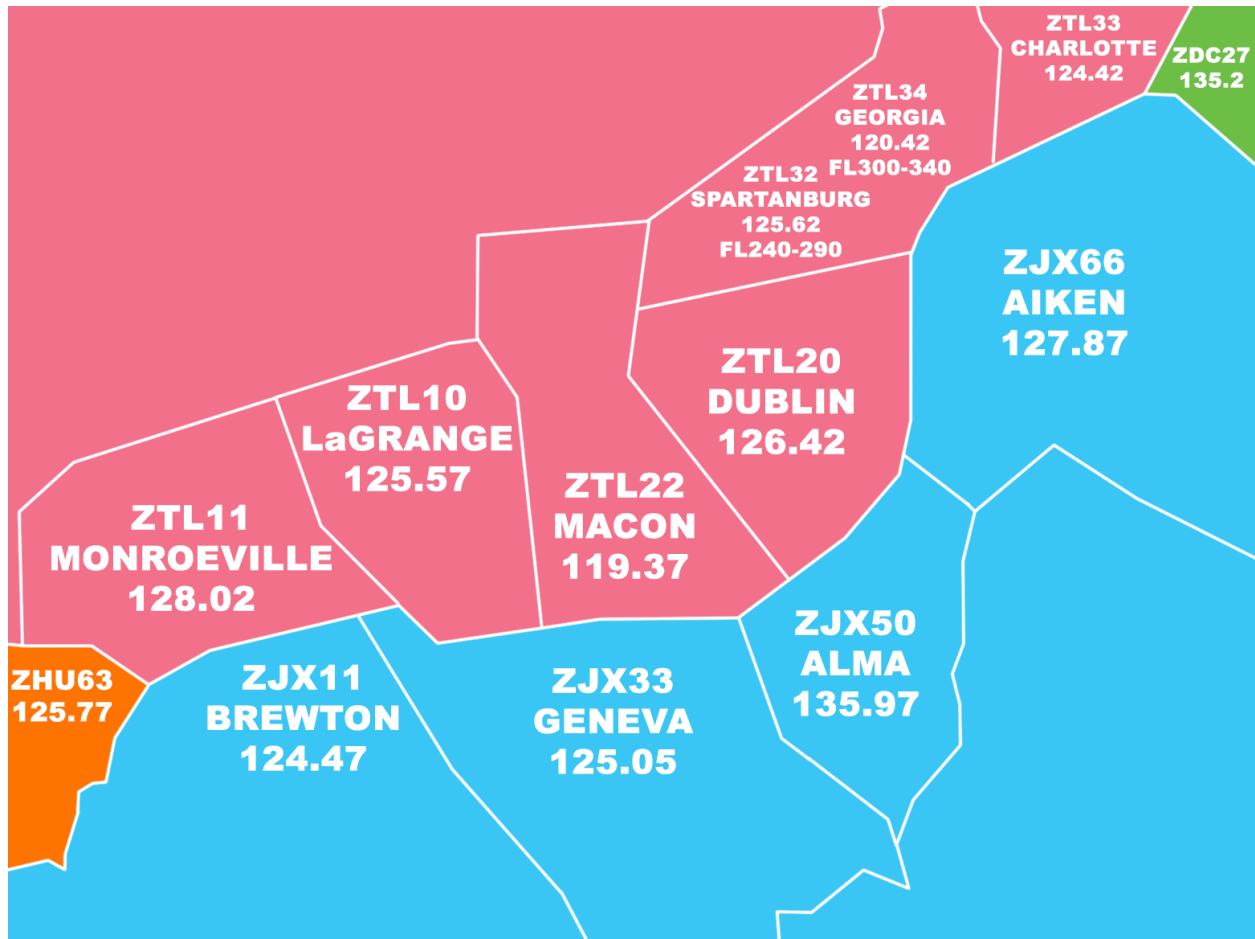 ZTL33
CHARLOTTE
124.42
ZDC27
135.2
ZTL34
GEORGIA
120.42
FL300-340
ZTL32
SPARTANBURG
125.62
FL240-290
ZJX66
AIKEN
127.87
ZTL20
DUBLIN
126.42
ZTL10
LaGRANGE
125.57
ZTL22
MACON
119.37
ZTL11
MONROEVILLE
128.02
ZJX50
ALMA
135.97
ZHU63
125.77
ZJX11
BREWTON
124.47
ZJX33
GENEVA
125.05